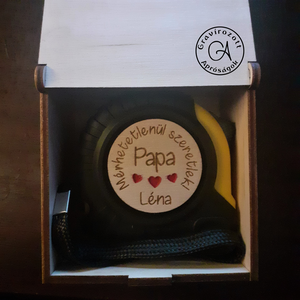 Gravírozott
GA
Apróságok
Mérhetetlenül szeretlek!
Papa
Léna